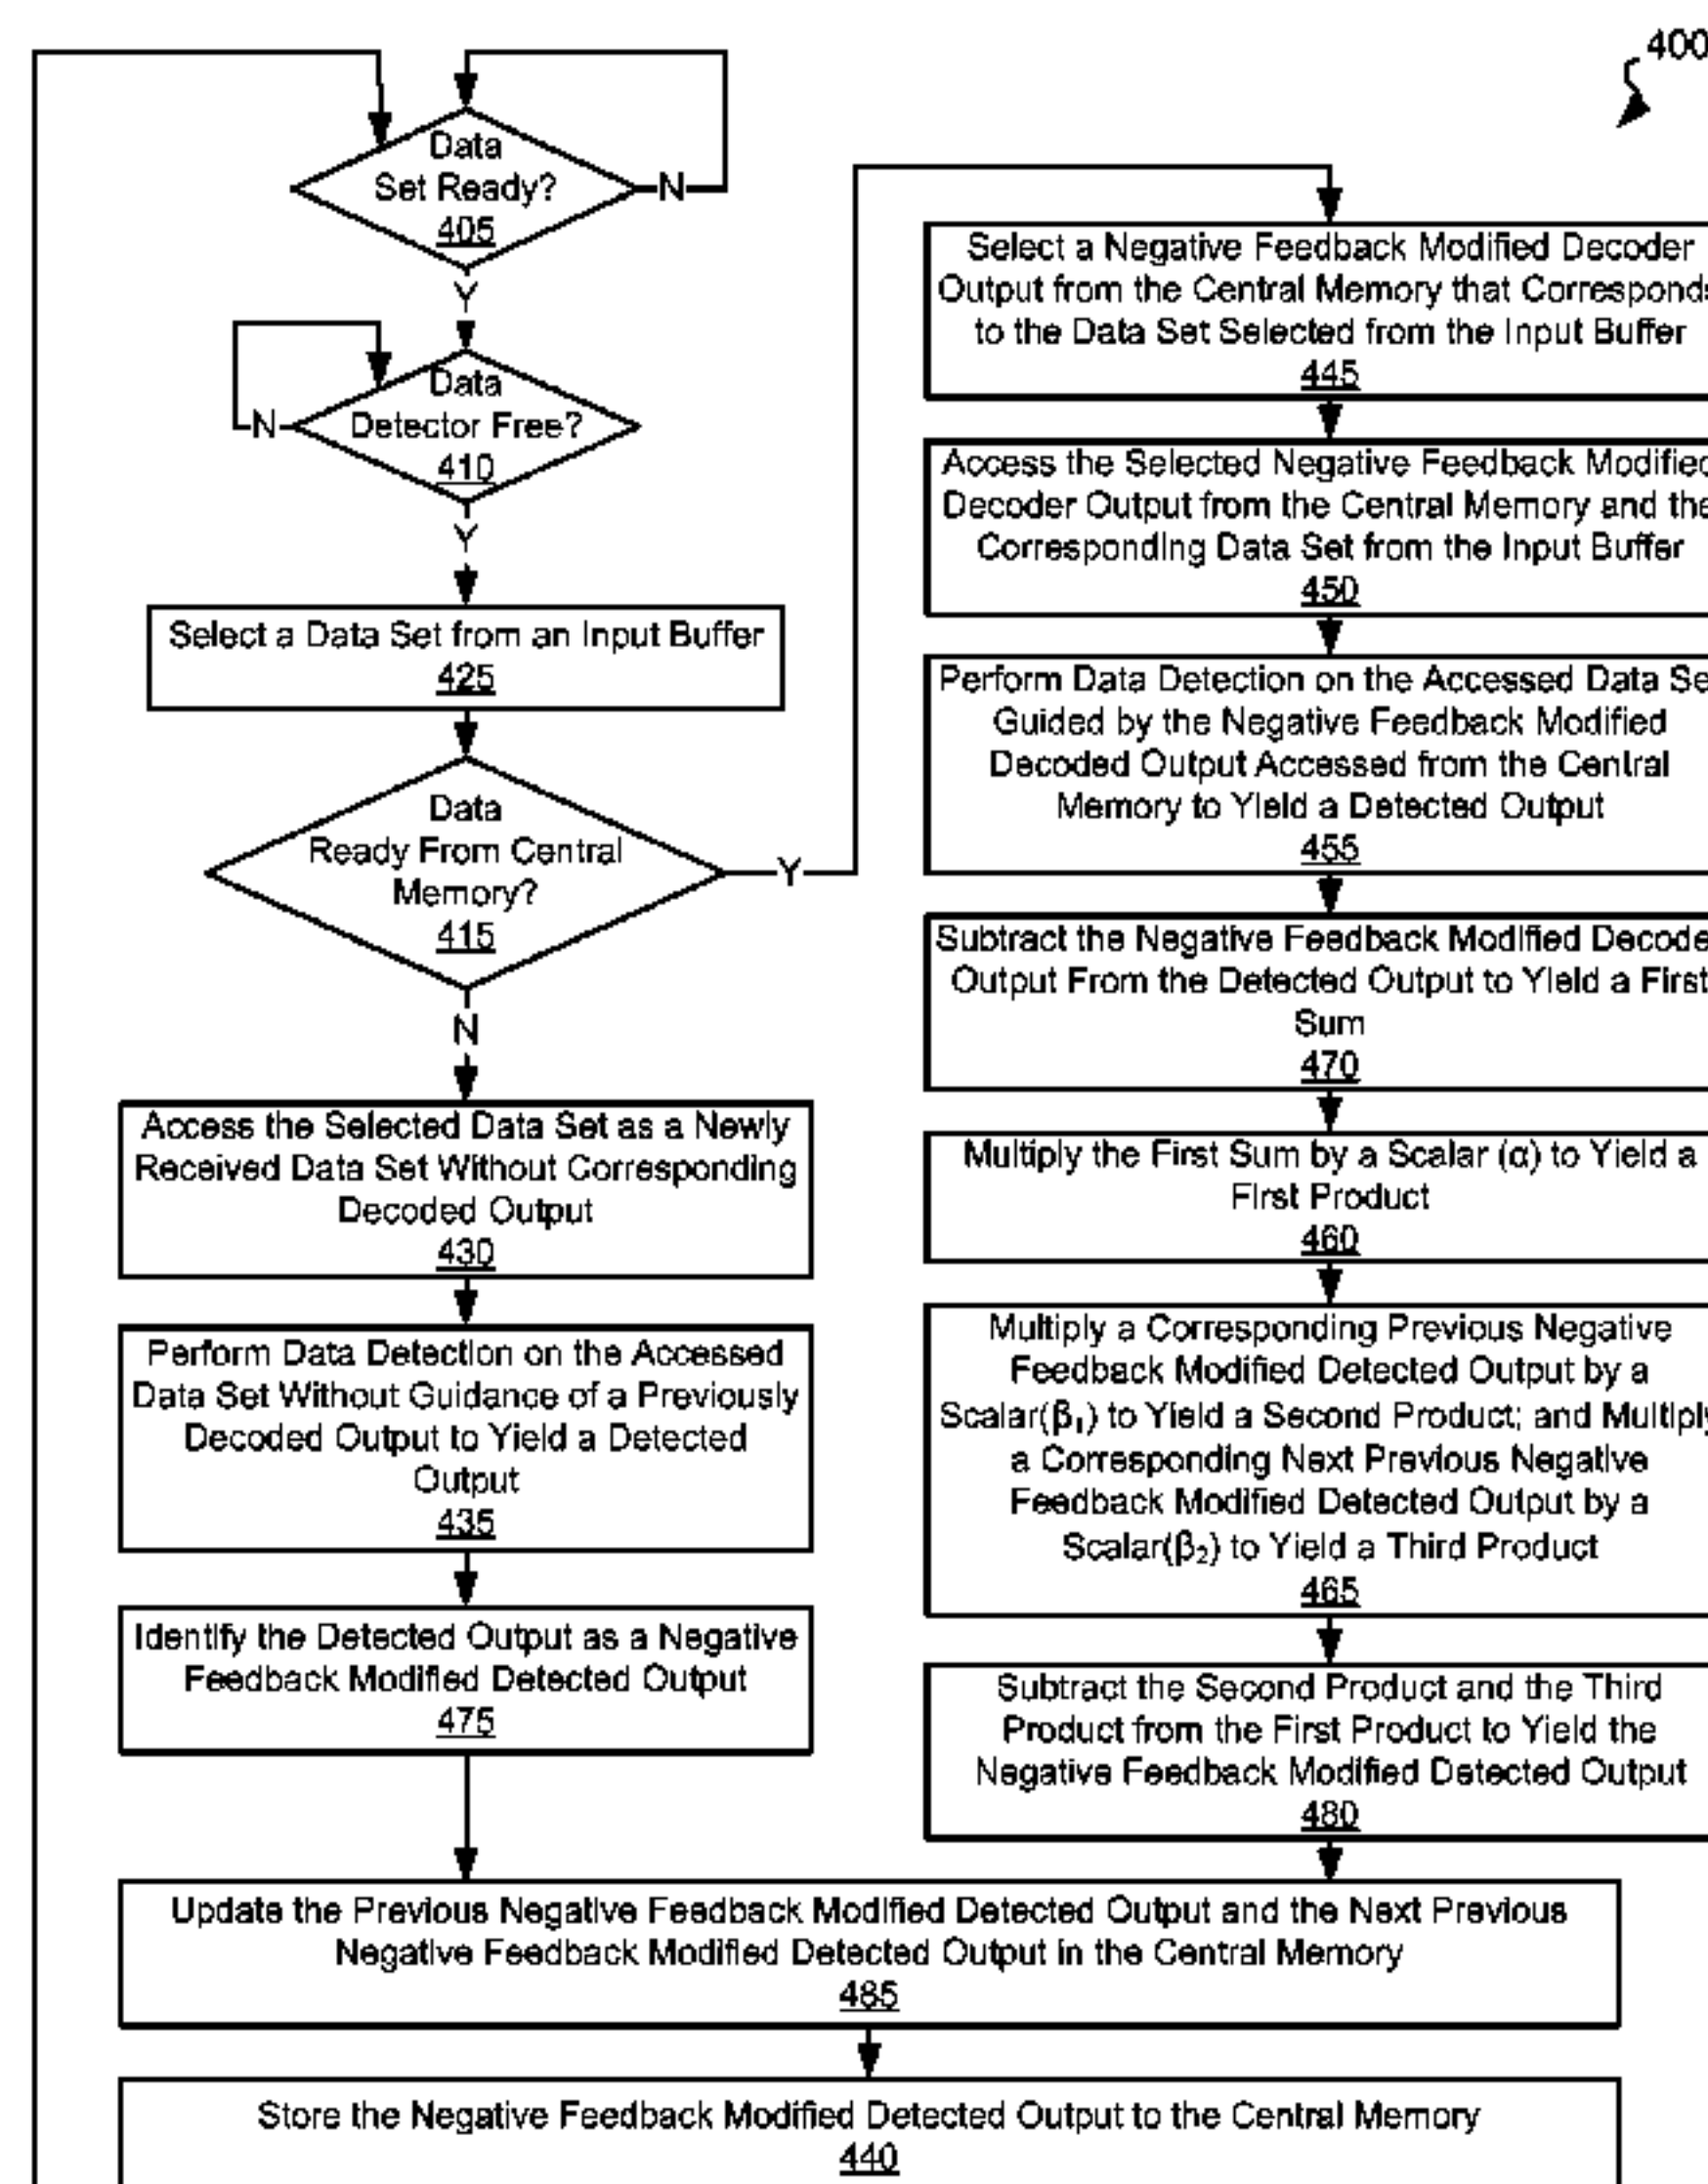 400
Data
Set Ready?
405
N
Y
Data
Detector Free?
410
N
Y
Select a Data Set from an Input Buffer
425
Data
Ready From Central
Memory?
415
Y
N
Access the Selected Data Set as a Newly
Received Data Set Without Corresponding
Decoded Output
430
Perform Data Detection on the Accessed
Data Set Without Guidance of a Previously
Decoded Output to Yield a Detected
Output
435
Identify the Detected Output as a Negative
Feedback Modified Detected Output
475
Select a Negative Feedback Modified Decoder
Output from the Central Memory that Corresponds
to the Data Set Selected from the Input Buffer
445
Access the Selected Negative Feedback Modified
Decoder Output from the Central Memory and the
Corresponding Data Set from the Input Buffer
450
Perform Data Detection on the Accessed Data Se
Guided by the Negative Feedback Modified
Decoded Output Accessed from the Central
Memory to Yield a Detected Output
455
Subtract the Negative Feedback Modified Decode
Output From the Detected Output to Yield a First
Sum
470
Multiply the First Sum by a Scalar (α) to Yield a
First Product
460
Multiply a Corresponding Previous Negative
Feedback Modified Detected Output by a
Scalar(β₁) to Yield a Second Product; and Multiply
a Corresponding Next Previous Negative
Feedback Modified Detected Output by a
Scalar(β₂) to Yield a Third Product
465
Subtract the Second Product and the Third
Product from the First Product to Yield the
Negative Feedback Modified Detected Output
480
Update the Previous Negative Feedback Modified Detected Output and the Next Previous
Negative Feedback Modified Detected Output in the Central Memory
485
Store the Negative Feedback Modified Detected Output to the Central Memory
440